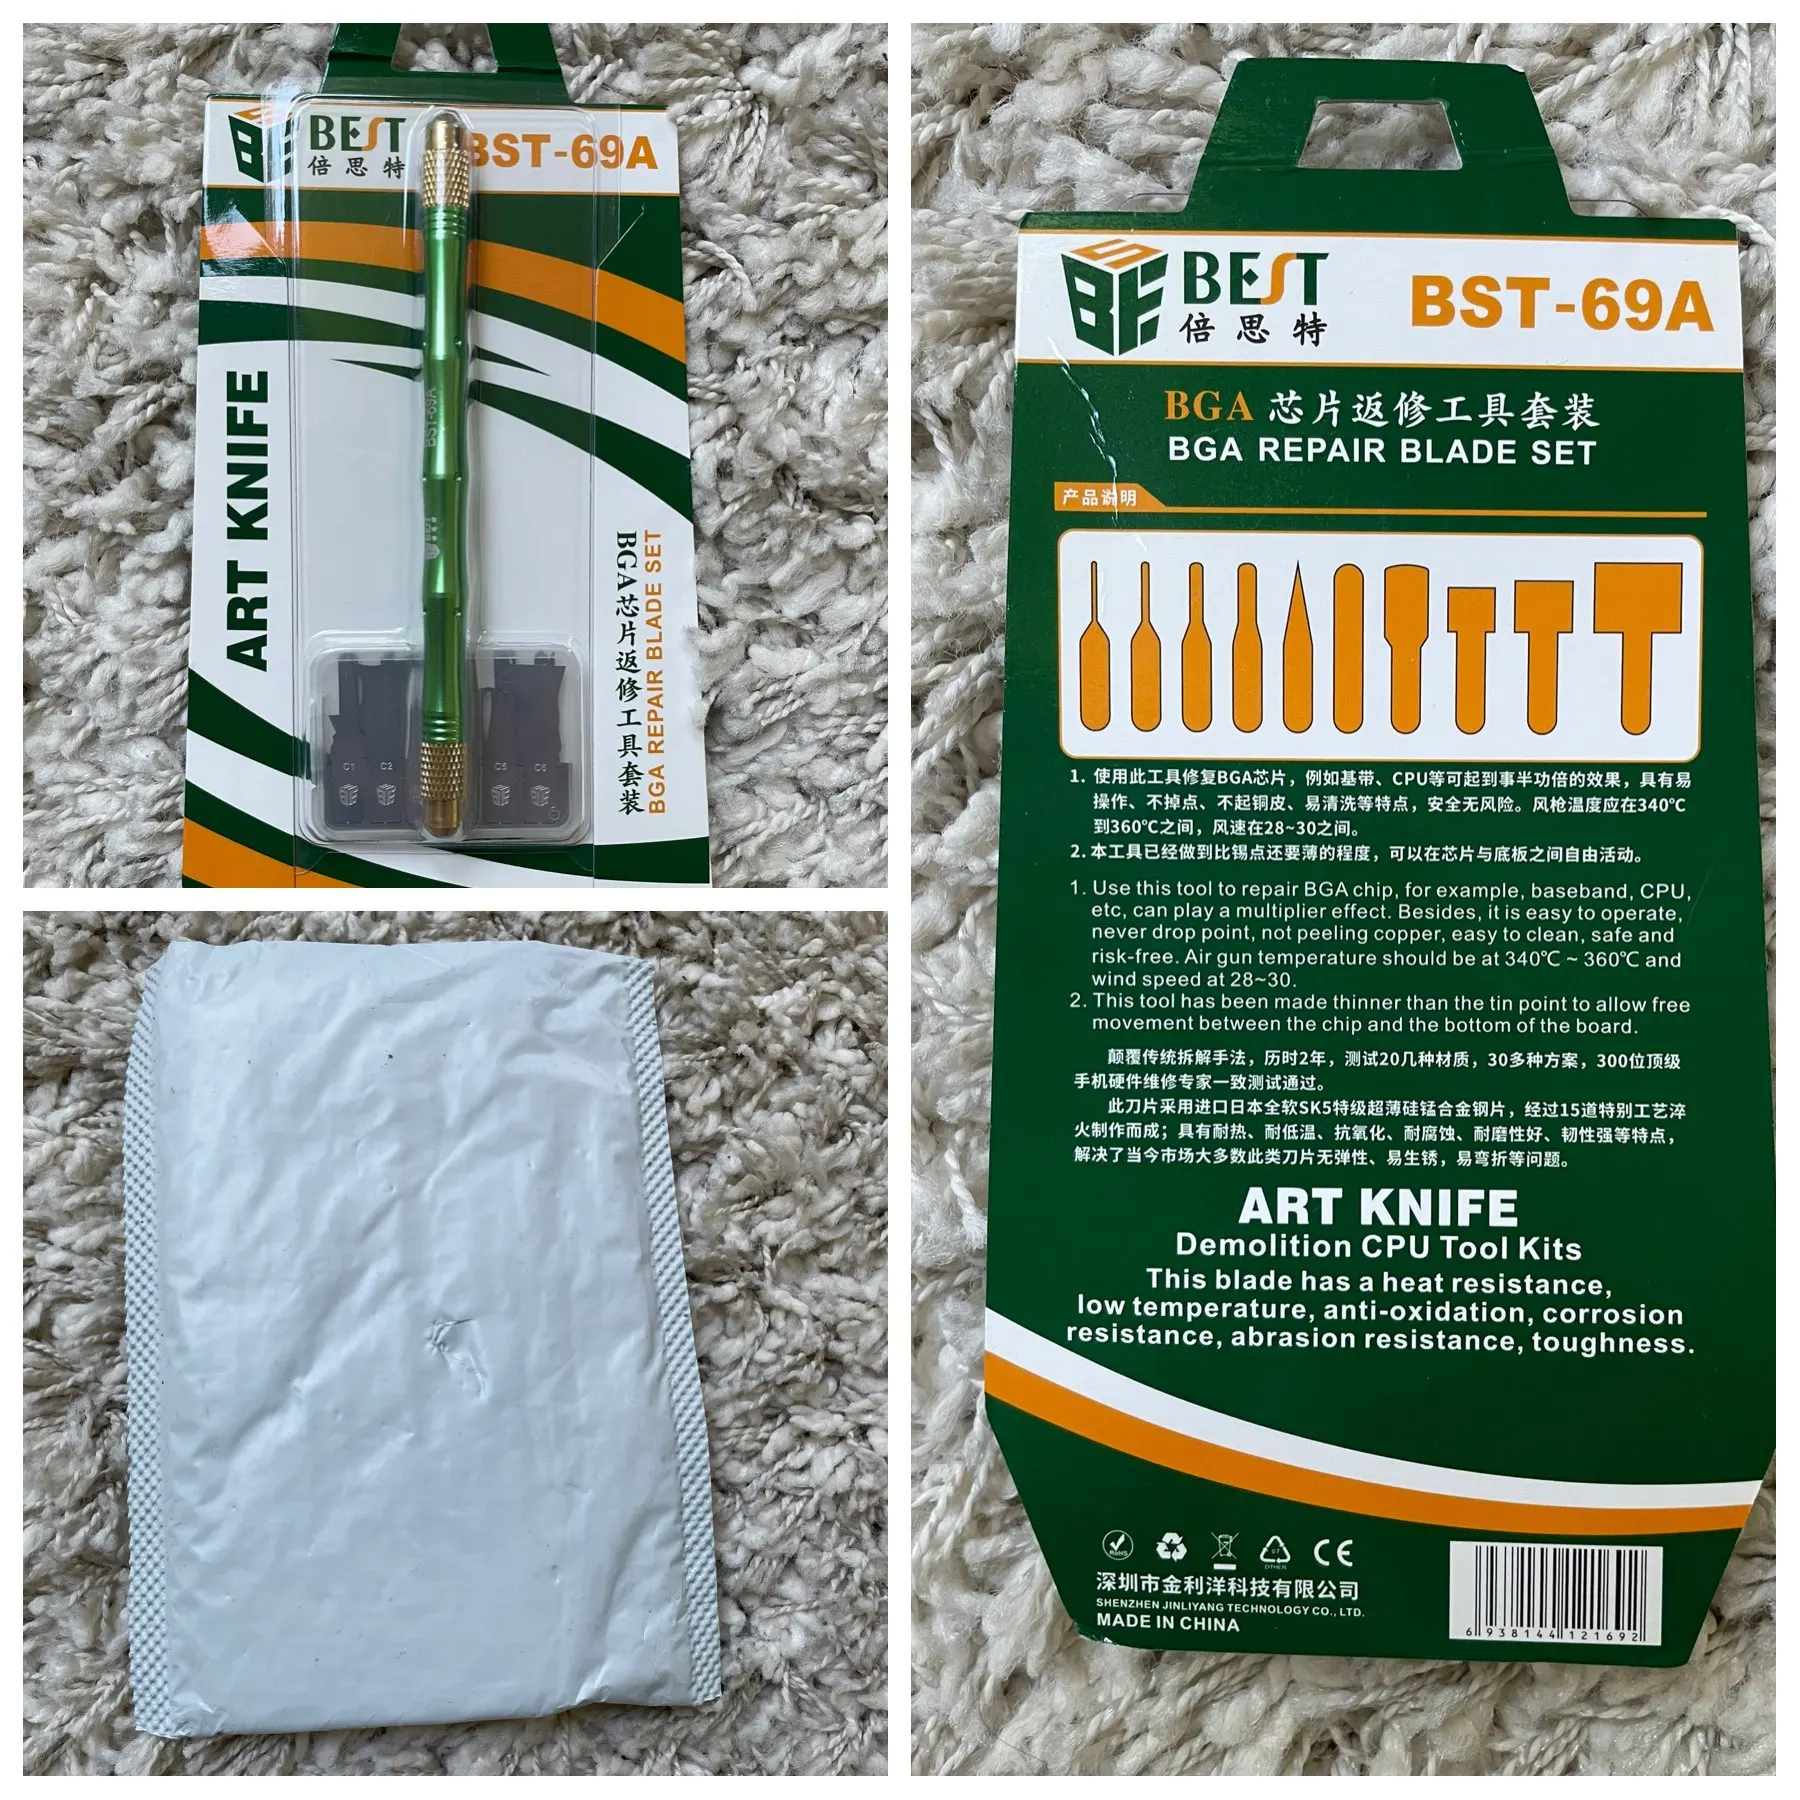 BEST
倍思特
BST-69A
ART KNIFE
BST-69A
BGA芯片返修工具套装
BGA REPAIR BLADE SET
C1
C2
C5
C6
BEST
倍思特
BST-69A
BGA 芯片返修工具套装
BGA REPAIR BLADE SET
产品说明
1. 使用此工具修复BGA芯片，例如基带、CPU等可起到事半功倍的效果，具有易
操作、不掉点、不起铜皮、易清洗等特点，安全无风险。风枪温度应在340℃
到360℃之间，风速在28~30之间。
2. 本工具已经做到比锡点还要薄的程度，可以在芯片与底板之间自由活动。
1. Use this tool to repair BGA chip, for example, baseband, CPU,
etc, can play a multiplier effect. Besides, it is easy to operate,
never drop point, not peeling copper, easy to clean, safe and
risk-free. Air gun temperature should be at 340℃ ~ 360℃ and
wind speed at 28~30.
2. This tool has been made thinner than the tin point to allow free
movement between the chip and the bottom of the board.
颠覆传统拆解手法，历时2年，测试20几种材质，30多种方案，300位顶级
手机硬件维修专家一致测试通过。
此刀片采用进口日本全软SK5特级超薄硅锰合金钢片，经过15道特别工艺淬
火制作而成；具有耐热、耐低温、抗氧化、耐腐蚀、耐磨性好、韧性强等特点，
解决了当今市场大多数此类刀片无弹性、易生锈，易弯折等问题。
ART KNIFE
Demolition CPU Tool Kits
This blade has a heat resistance,
low temperature, anti-oxidation, corrosion
resistance, abrasion resistance, toughness.
RoHS
07
OTHER
CE
深圳市金利洋科技有限公司
SHENZHEN JINLIYANG TECHNOLOGY CO., LTD.
MADE IN CHINA
6 938144 121692